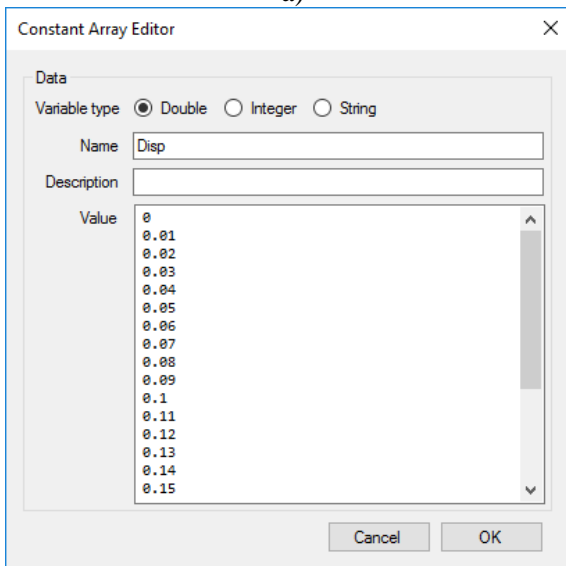 a)
Constant Array Editor
Data
Variable type Double Integer String
Name Disp
Description
Value 0
0.01
0.02
0.03
0.04
0.05
0.06
0.07
0.08
0.09
0.1
0.11
0.12
0.13
0.14
0.15
Cancel OK